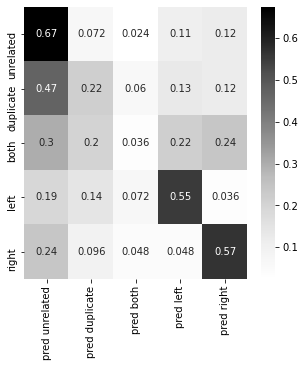 unrelated 0.67 0.072 0.024 0.11 0.12
duplicate 0.47 0.22 0.06 0.13 0.12
both 0.3 0.2 0.036 0.22 0.24
left 0.19 0.14 0.072 0.55 0.036
right 0.24 0.096 0.048 0.048 0.57
pred unrelated
pred duplicate
pred both
pred left
pred right
0.6
0.5
0.4
0.3
0.2
0.1